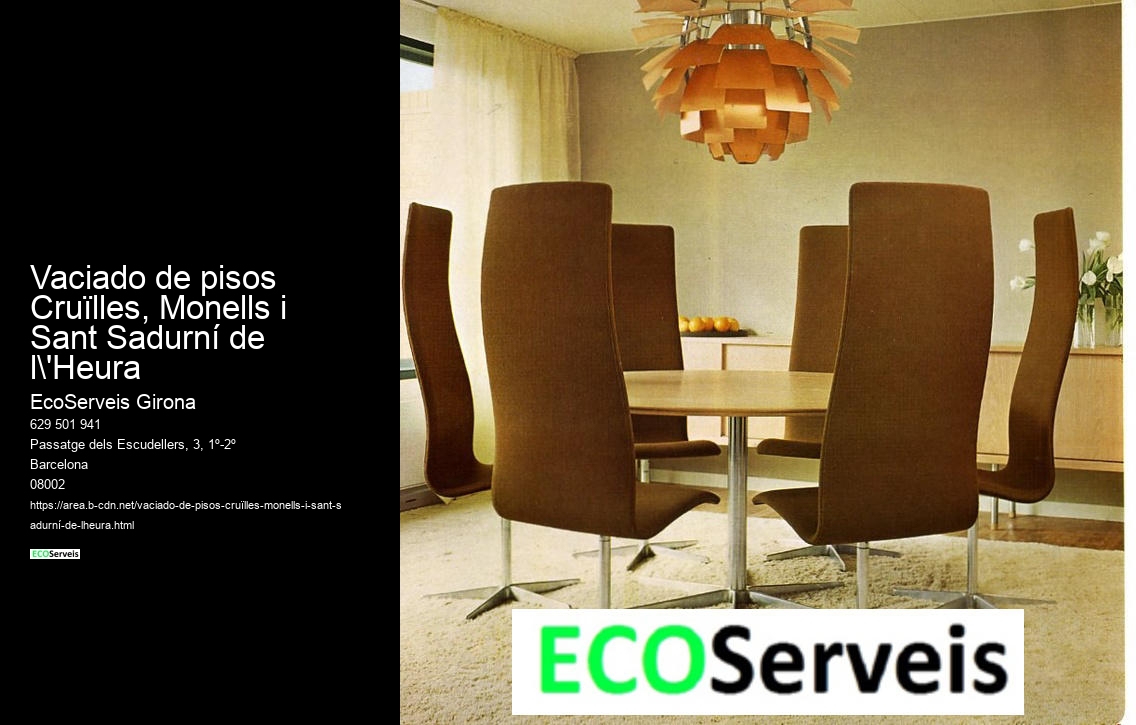 Vaciado de pisos
Cruïlles, Monells i
Sant Sadurní de
l\'Heura
EcoServeis Girona
629 501 941
Passatge dels Escudellers, 3, 1º-2º
Barcelona
08002
https://area.b-cdn.net/vaciado-de-pisos-cruïlles-monells-i-sant-s
adurní-de-lheura.html
ECOServeis
ECOServeis